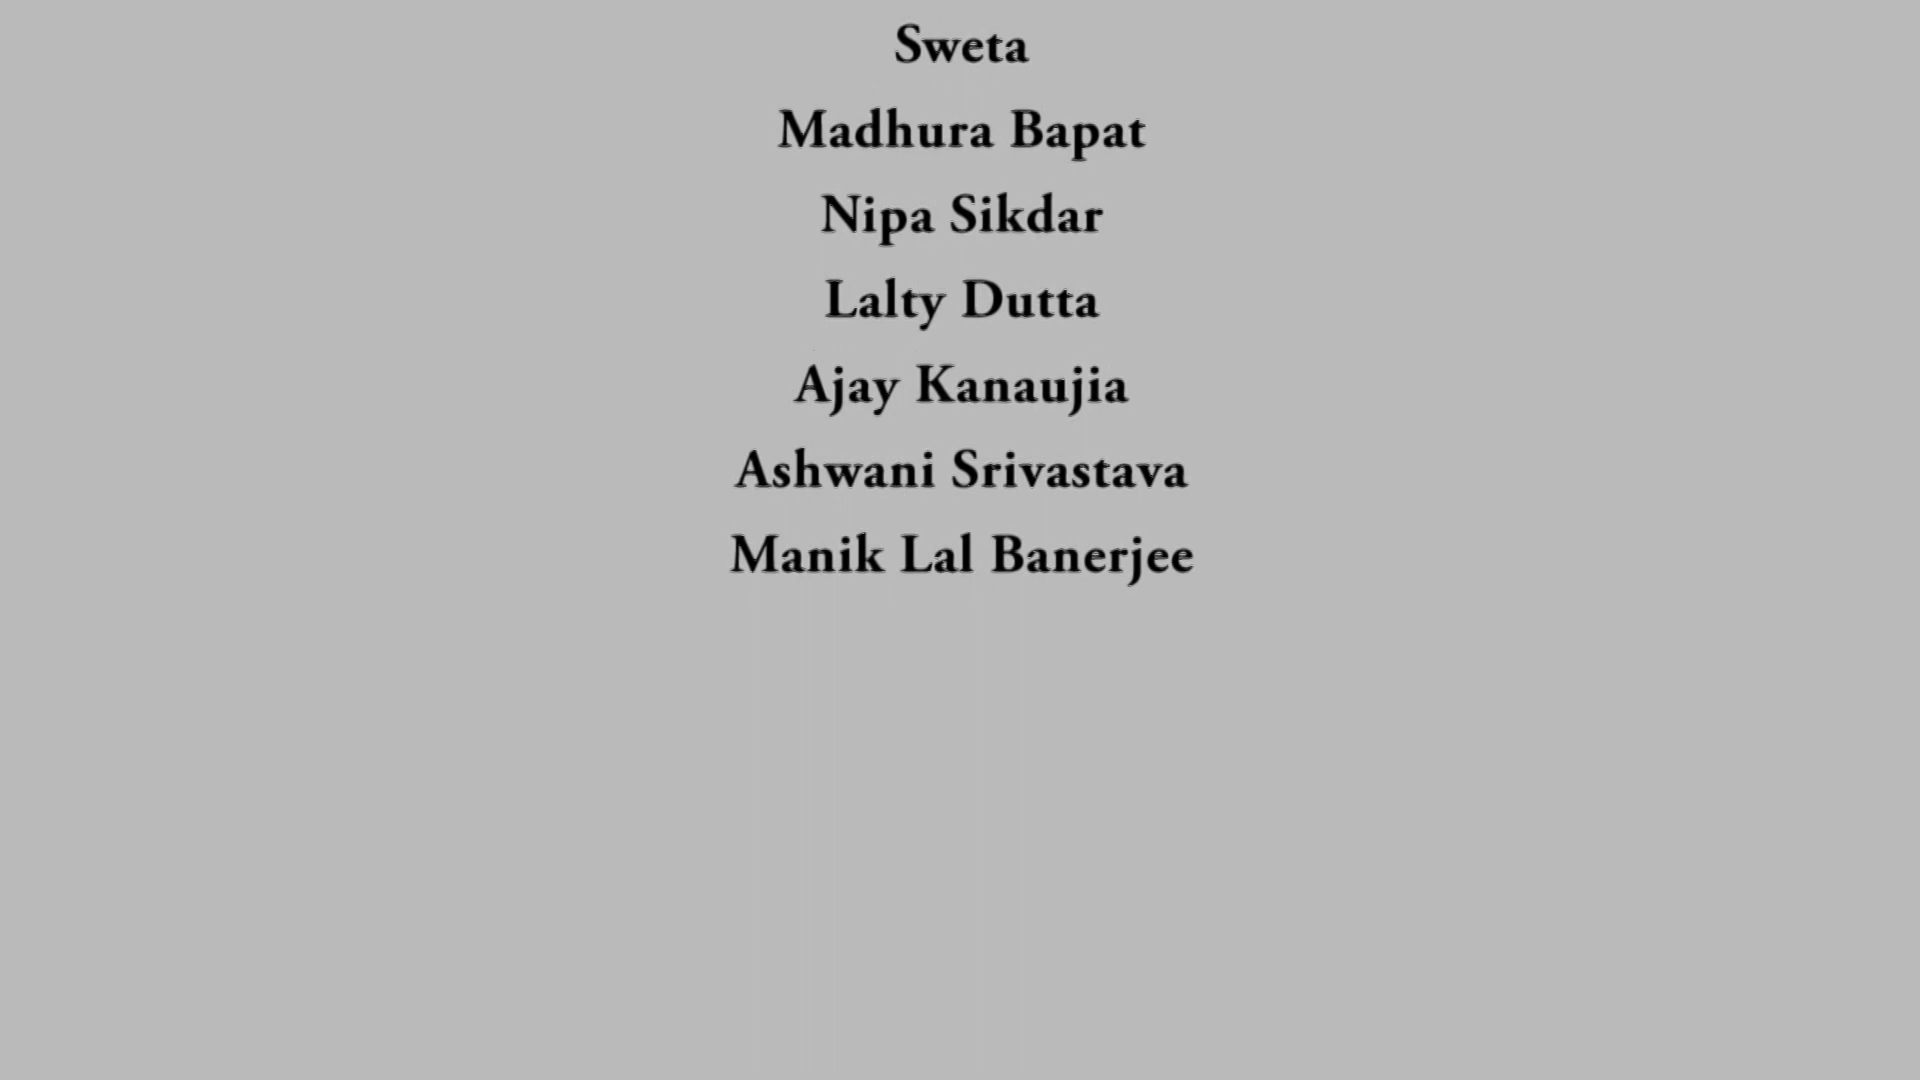 Sweta
Madhura Bapat
Nipa Sikdar
Lalty Dutta
Ajay Kanaujia
Ashwani Srivastava
Manik Lal Banerjee